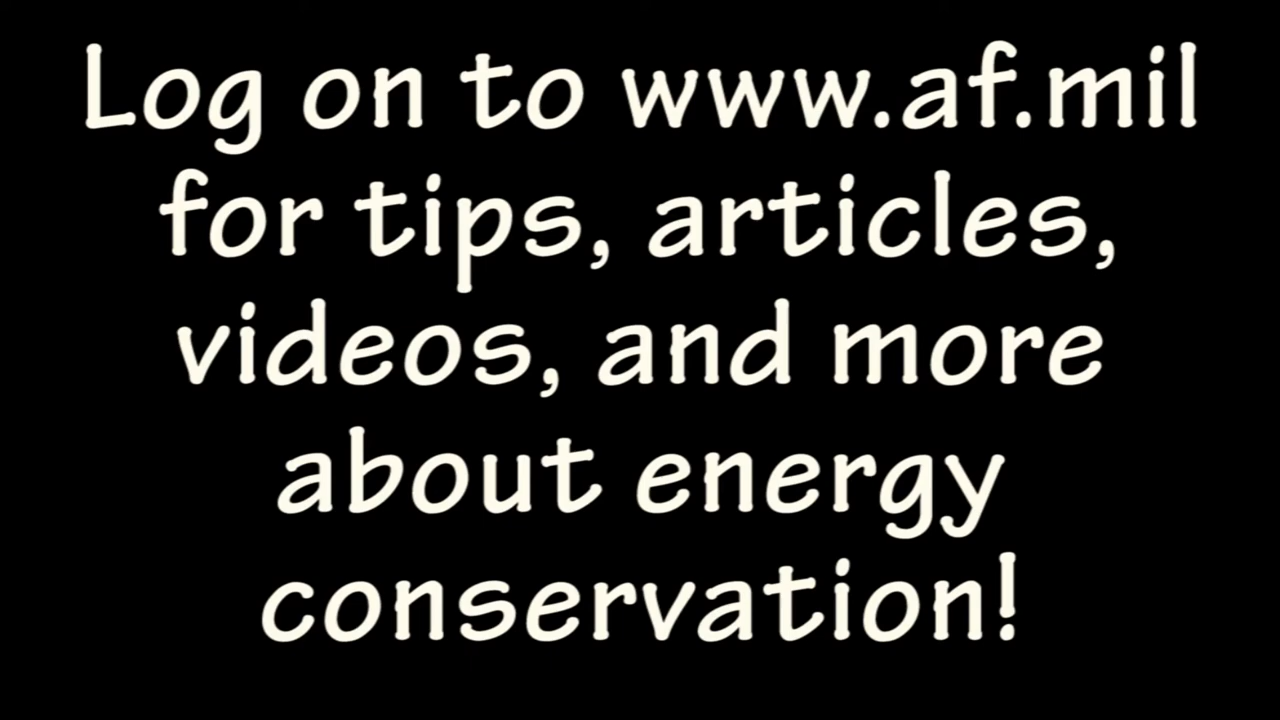 Log on to www.af.mil
for tips, articles,
videos, and more
about energy
conservation!